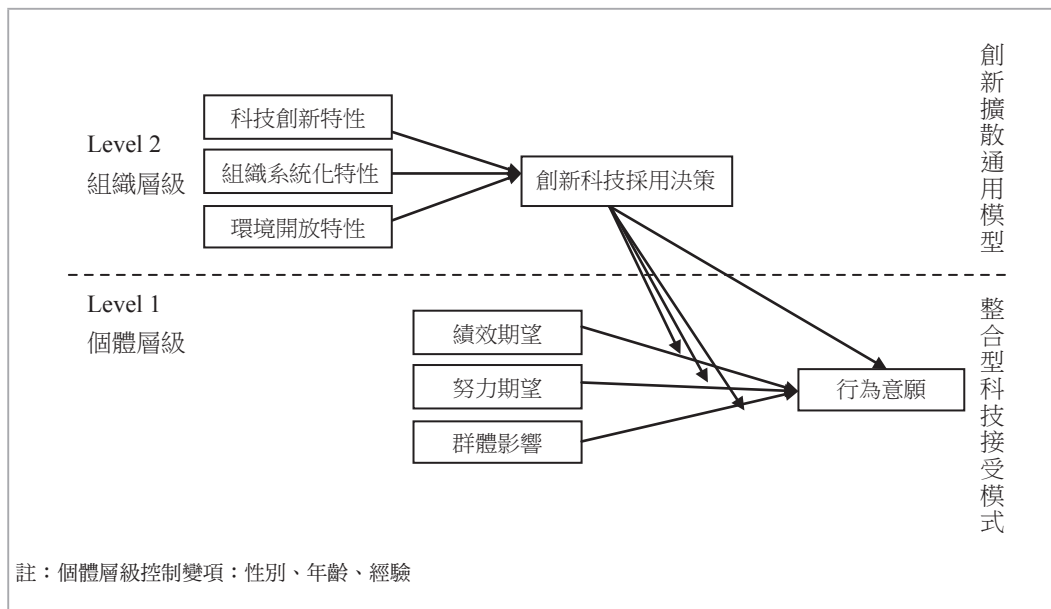 科技創新特性
Level 2
組織層級
組織系統化特性
環境開放特性
創新科技採用決策
創新擴散通用模型
Level 1
個體層級
績效期望
努力期望
群體影響
行為意願
整合型科技接受模式
註：個體層級控制變項：性別、年齡、經驗